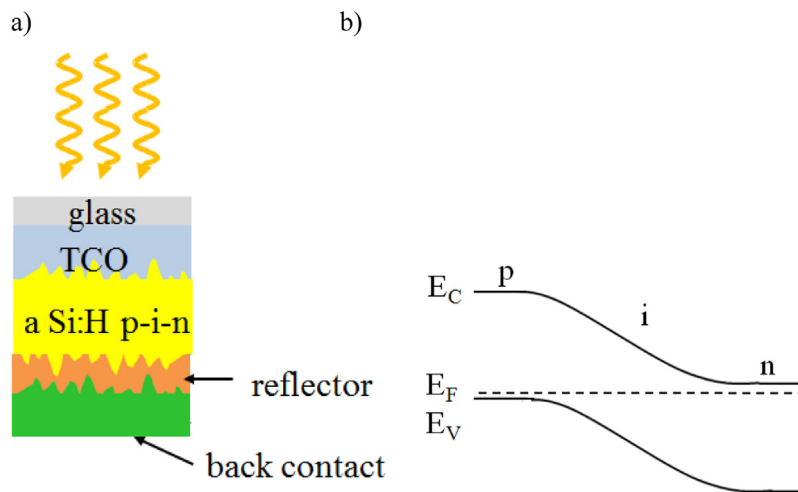 a)
glass
TCO
a Si:H p-i-n
reflector
back contact
b)
p
E_C
i
n
E_F
E_V